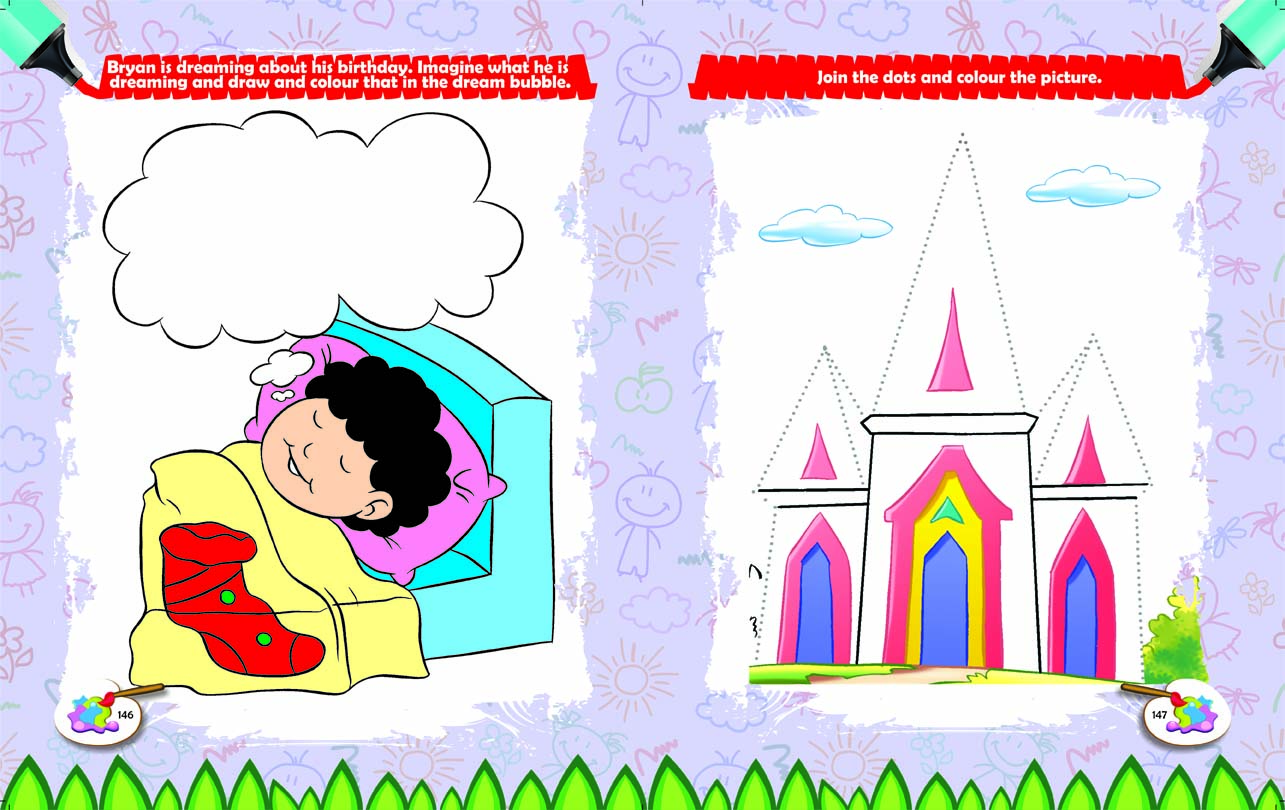 Bryan is dreaming about his birthday. Imagine what he is
dreaming and draw and colour that in the dream bubble.
146
Join the dots and colour the picture.
147